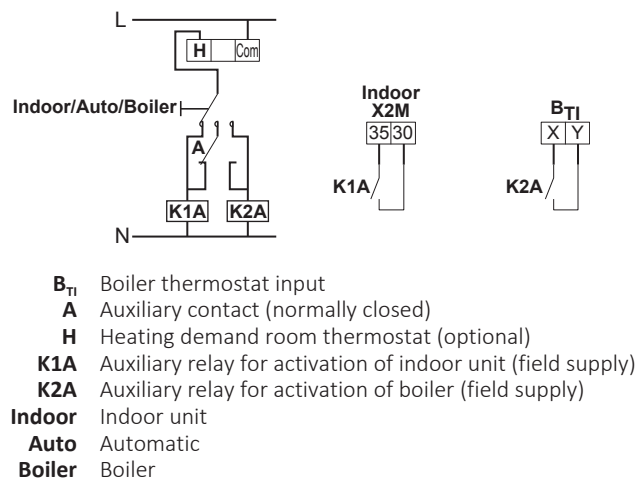 L
H Com
Indoor/Auto/Boiler
A
K1A K2A
N
Indoor
X2M
35 30
K1A
BTI
X Y
K2A
BTI Boiler thermostat input
A Auxiliary contact (normally closed)
H Heating demand room thermostat (optional)
K1A Auxiliary relay for activation of indoor unit (field supply)
K2A Auxiliary relay for activation of boiler (field supply)
Indoor Indoor unit
Auto Automatic
Boiler Boiler